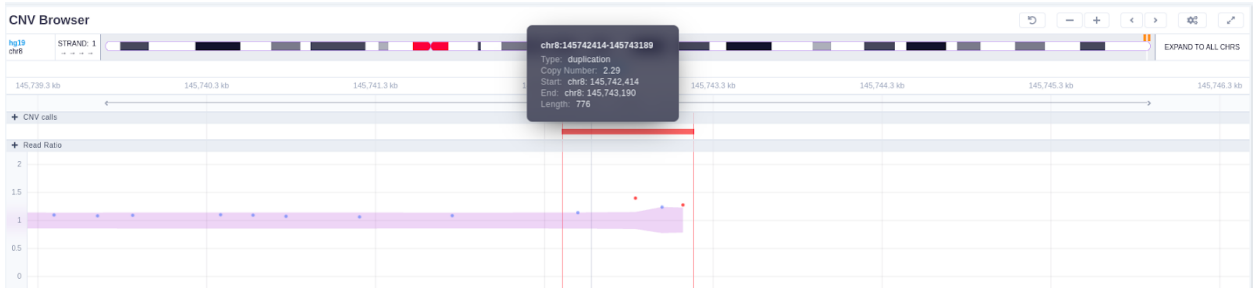 CNV Browser
hg19
chr8
STRAND: 1
→ → → →
EXPAND TO ALL CHRS
chr8:145742414-145743189
Type: duplication
Copy Number: 2.29
Start: chr8: 145,742,414
End: chr8: 145,743,190
Length: 776
145,739.3 kb
145,740.3 kb
145,741.3 kb
145,743.3 kb
145,744.3 kb
145,745.3 kb
145,746.3 kb
+ CNV calls
+ Read Ratio
2
1.5
1
0.5
0